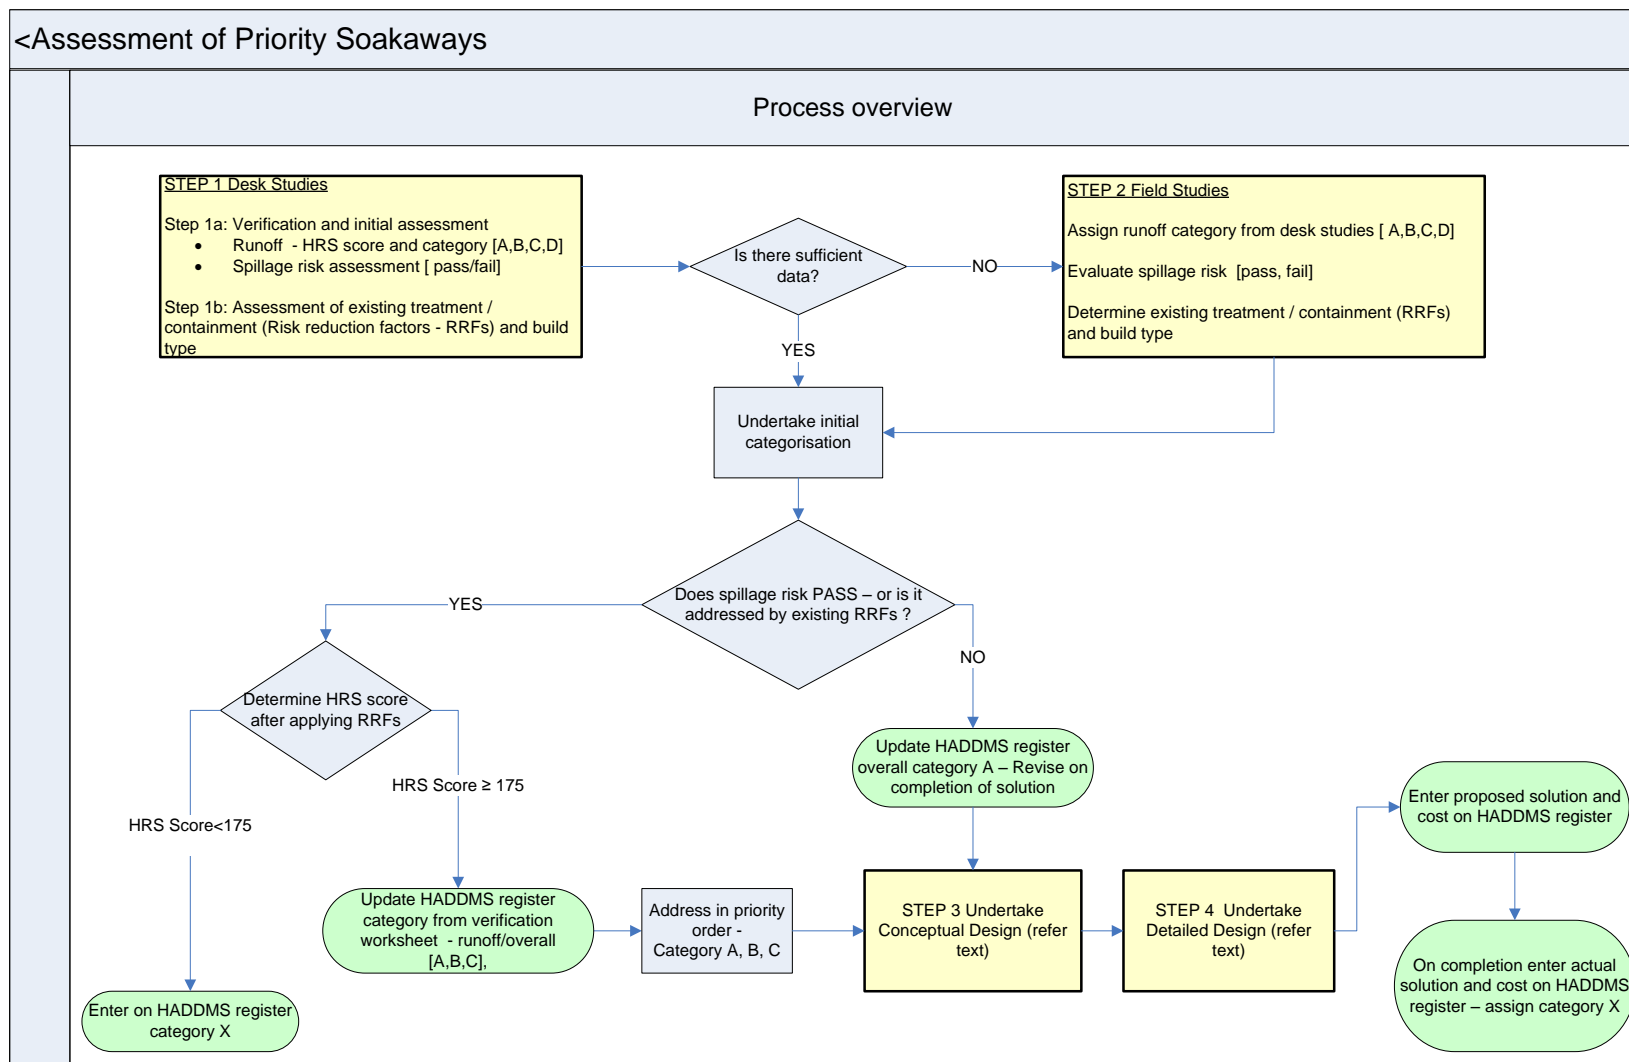 <Assessment of Priority Soakaways
Process overview
STEP 1 Desk Studies
Step 1a: Verification and initial assessment
• Runoff - HRS score and category [A,B,C,D]
• Spillage risk assessment [ pass/fail]
Step 1b: Assessment of existing treatment /
containment (Risk reduction factors - RRFs) and build
type
Is there sufficient
data?
NO
STEP 2 Field Studies
Assign runoff category from desk studies [ A,B,C,D]
Evaluate spillage risk [pass, fail]
Determine existing treatment / containment (RRFs)
and build type
YES
Undertake initial
categorisation
Does spillage risk PASS – or is it
addressed by existing RRFs ?
YES
NO
Determine HRS score
after applying RRFs
HRS Score ≥ 175
HRS Score<175
Update HADDMS register
overall category A – Revise on
completion of solution
Enter proposed solution and
cost on HADDMS register
Update HADDMS register
category from verification
worksheet - runoff/overall
[A,B,C],
Address in priority
order -
Category A, B, C
STEP 3 Undertake
Conceptual Design (refer
text)
STEP 4 Undertake
Detailed Design (refer
text)
On completion enter actual
solution and cost on HADDMS
register – assign category X
Enter on HADDMS register
category X